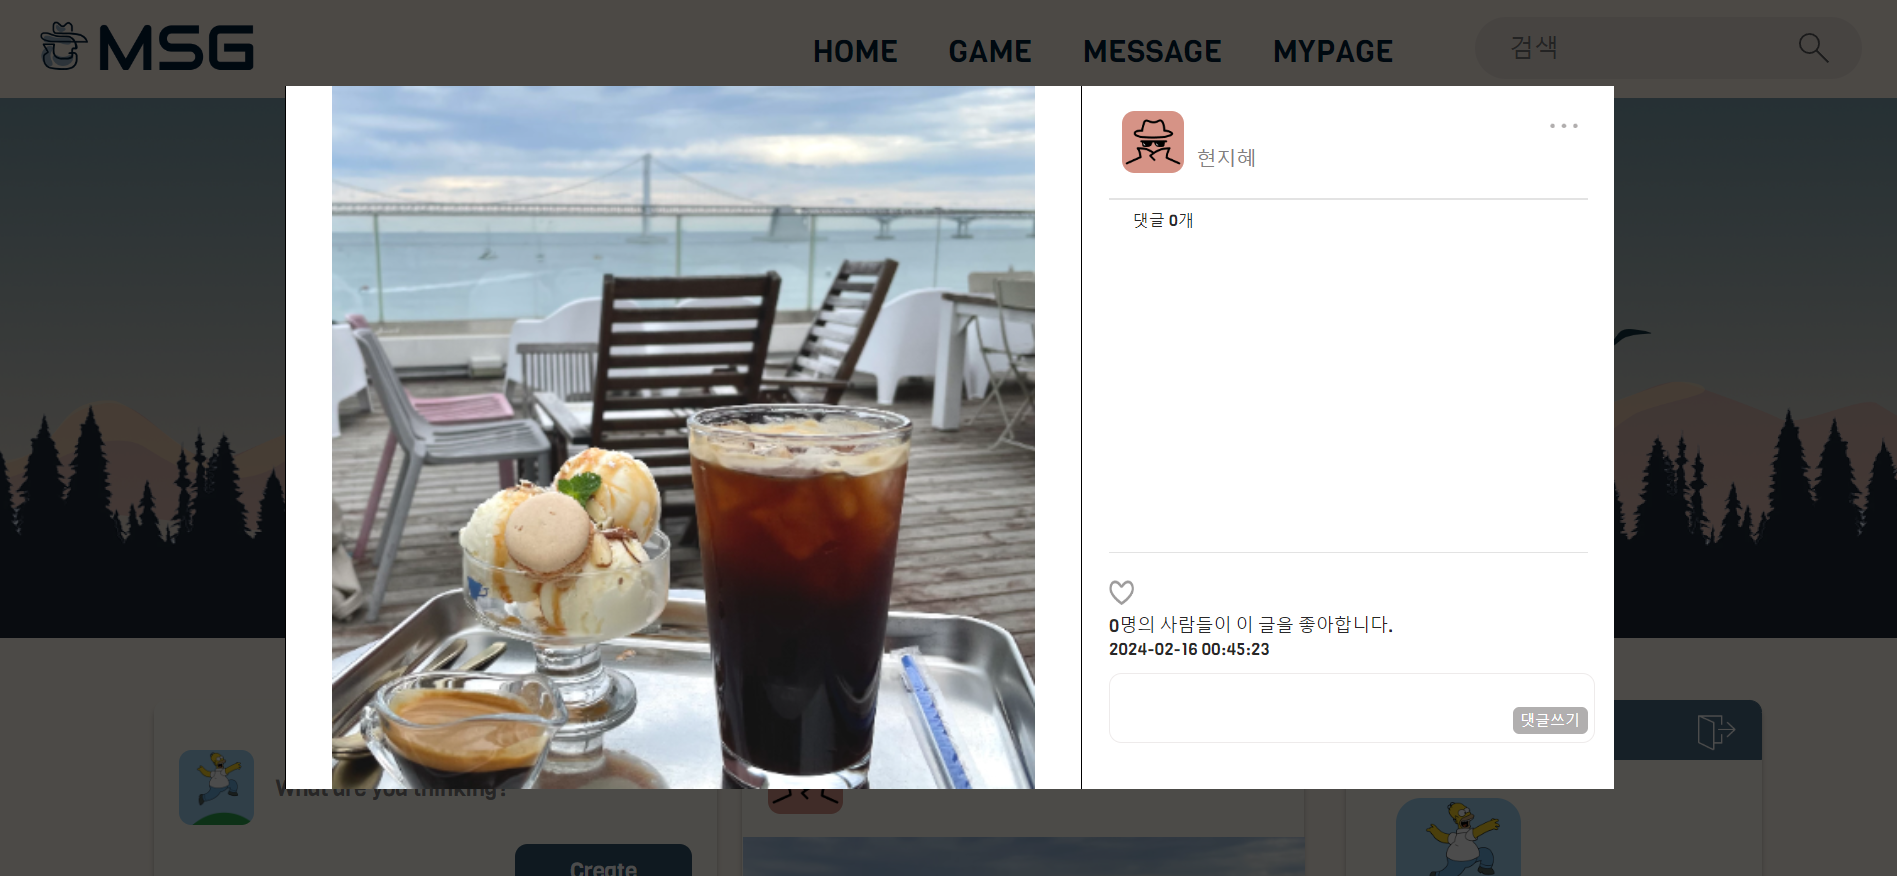 MSG
HOME GAME MESSAGE MYPAGE 검색
현지혜
댓글 0개
0명의 사람들이 이 글을 좋아합니다.
2024-02-16 00:45:23
댓글쓰기
What are you thinking?
Create